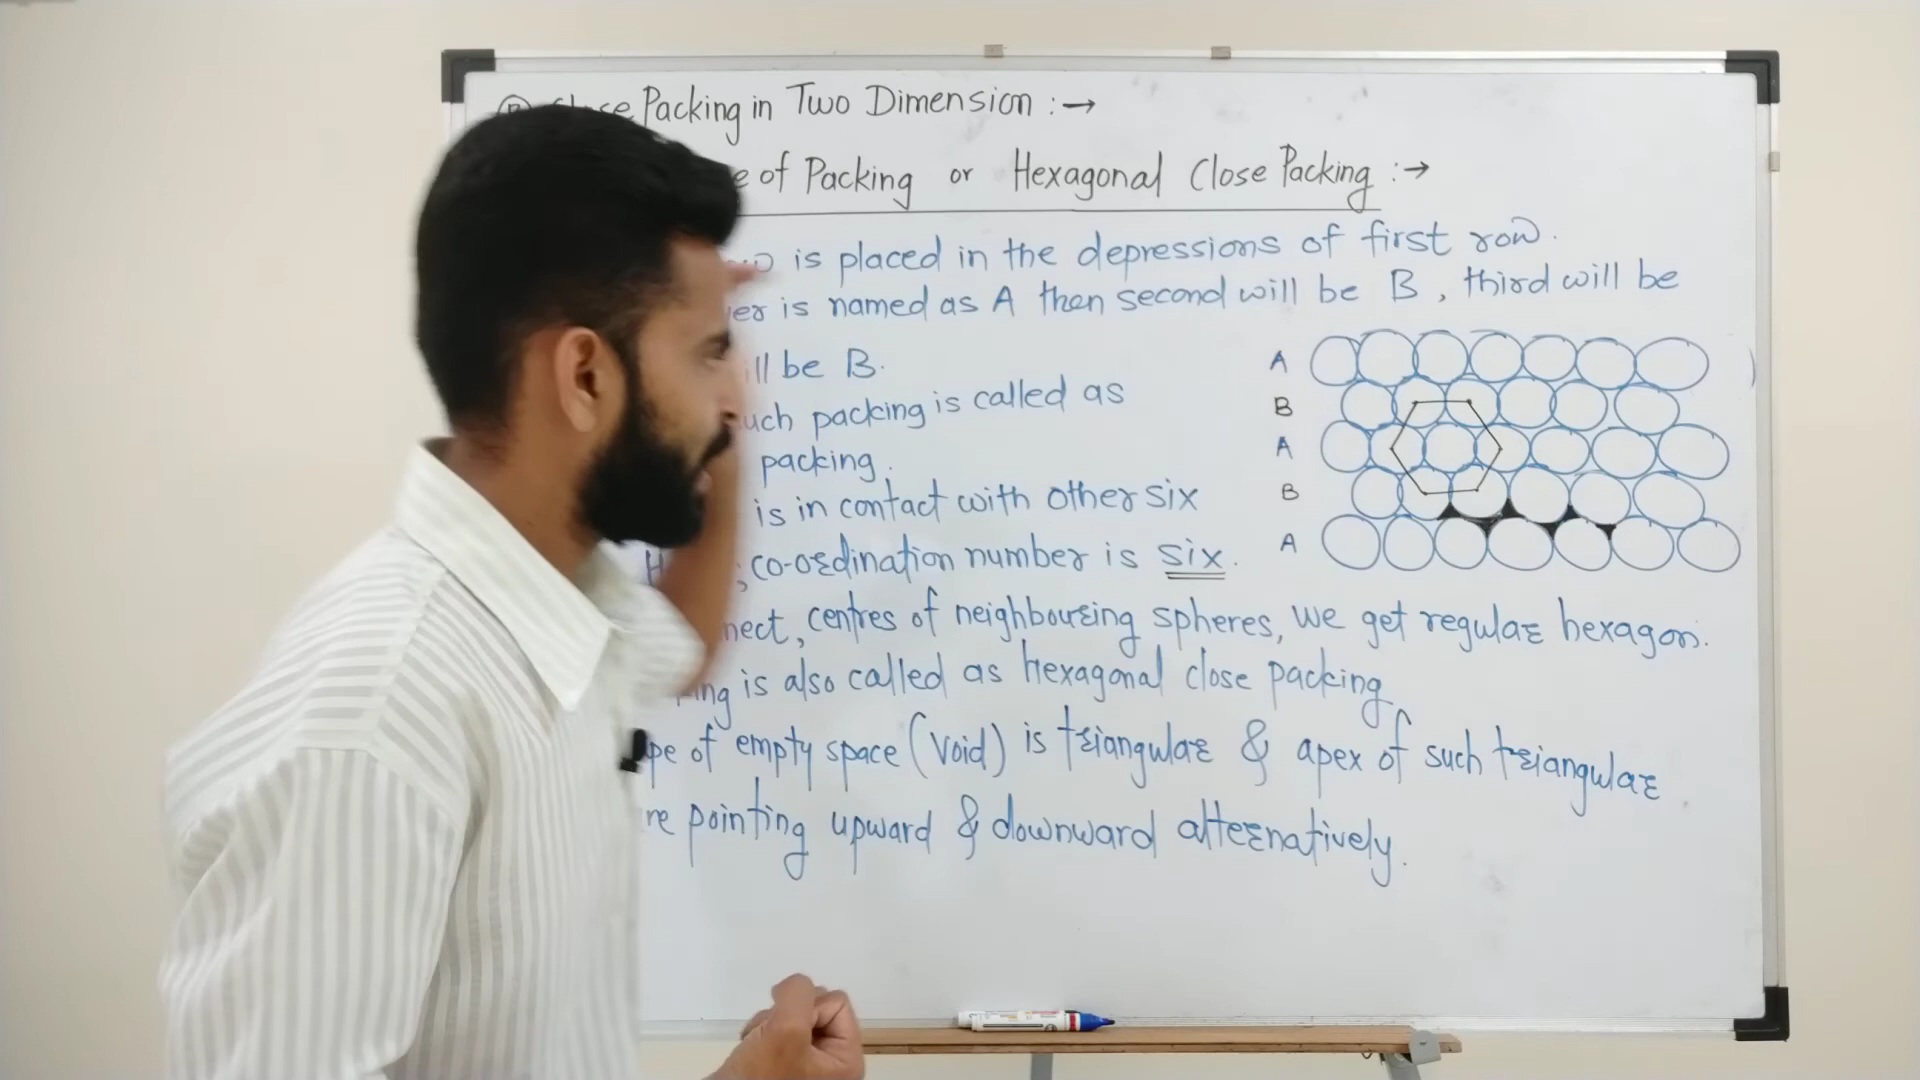 Close Packing in Two Dimension :→
of Packing or Hexagonal Close Packing :→
is placed in the depressions of first row.
is named as A then second will be B, third will be
will be B.
such packing is called as
packing.
is in contact with other six
co-ordination number is six.
centres of neighbouring spheres, we get regular hexagon.
is also called as hexagonal close packing
of empty space (Void) is triangular & apex of such triangular
pointing upward & downward alternatively.
A
B
A
B
A